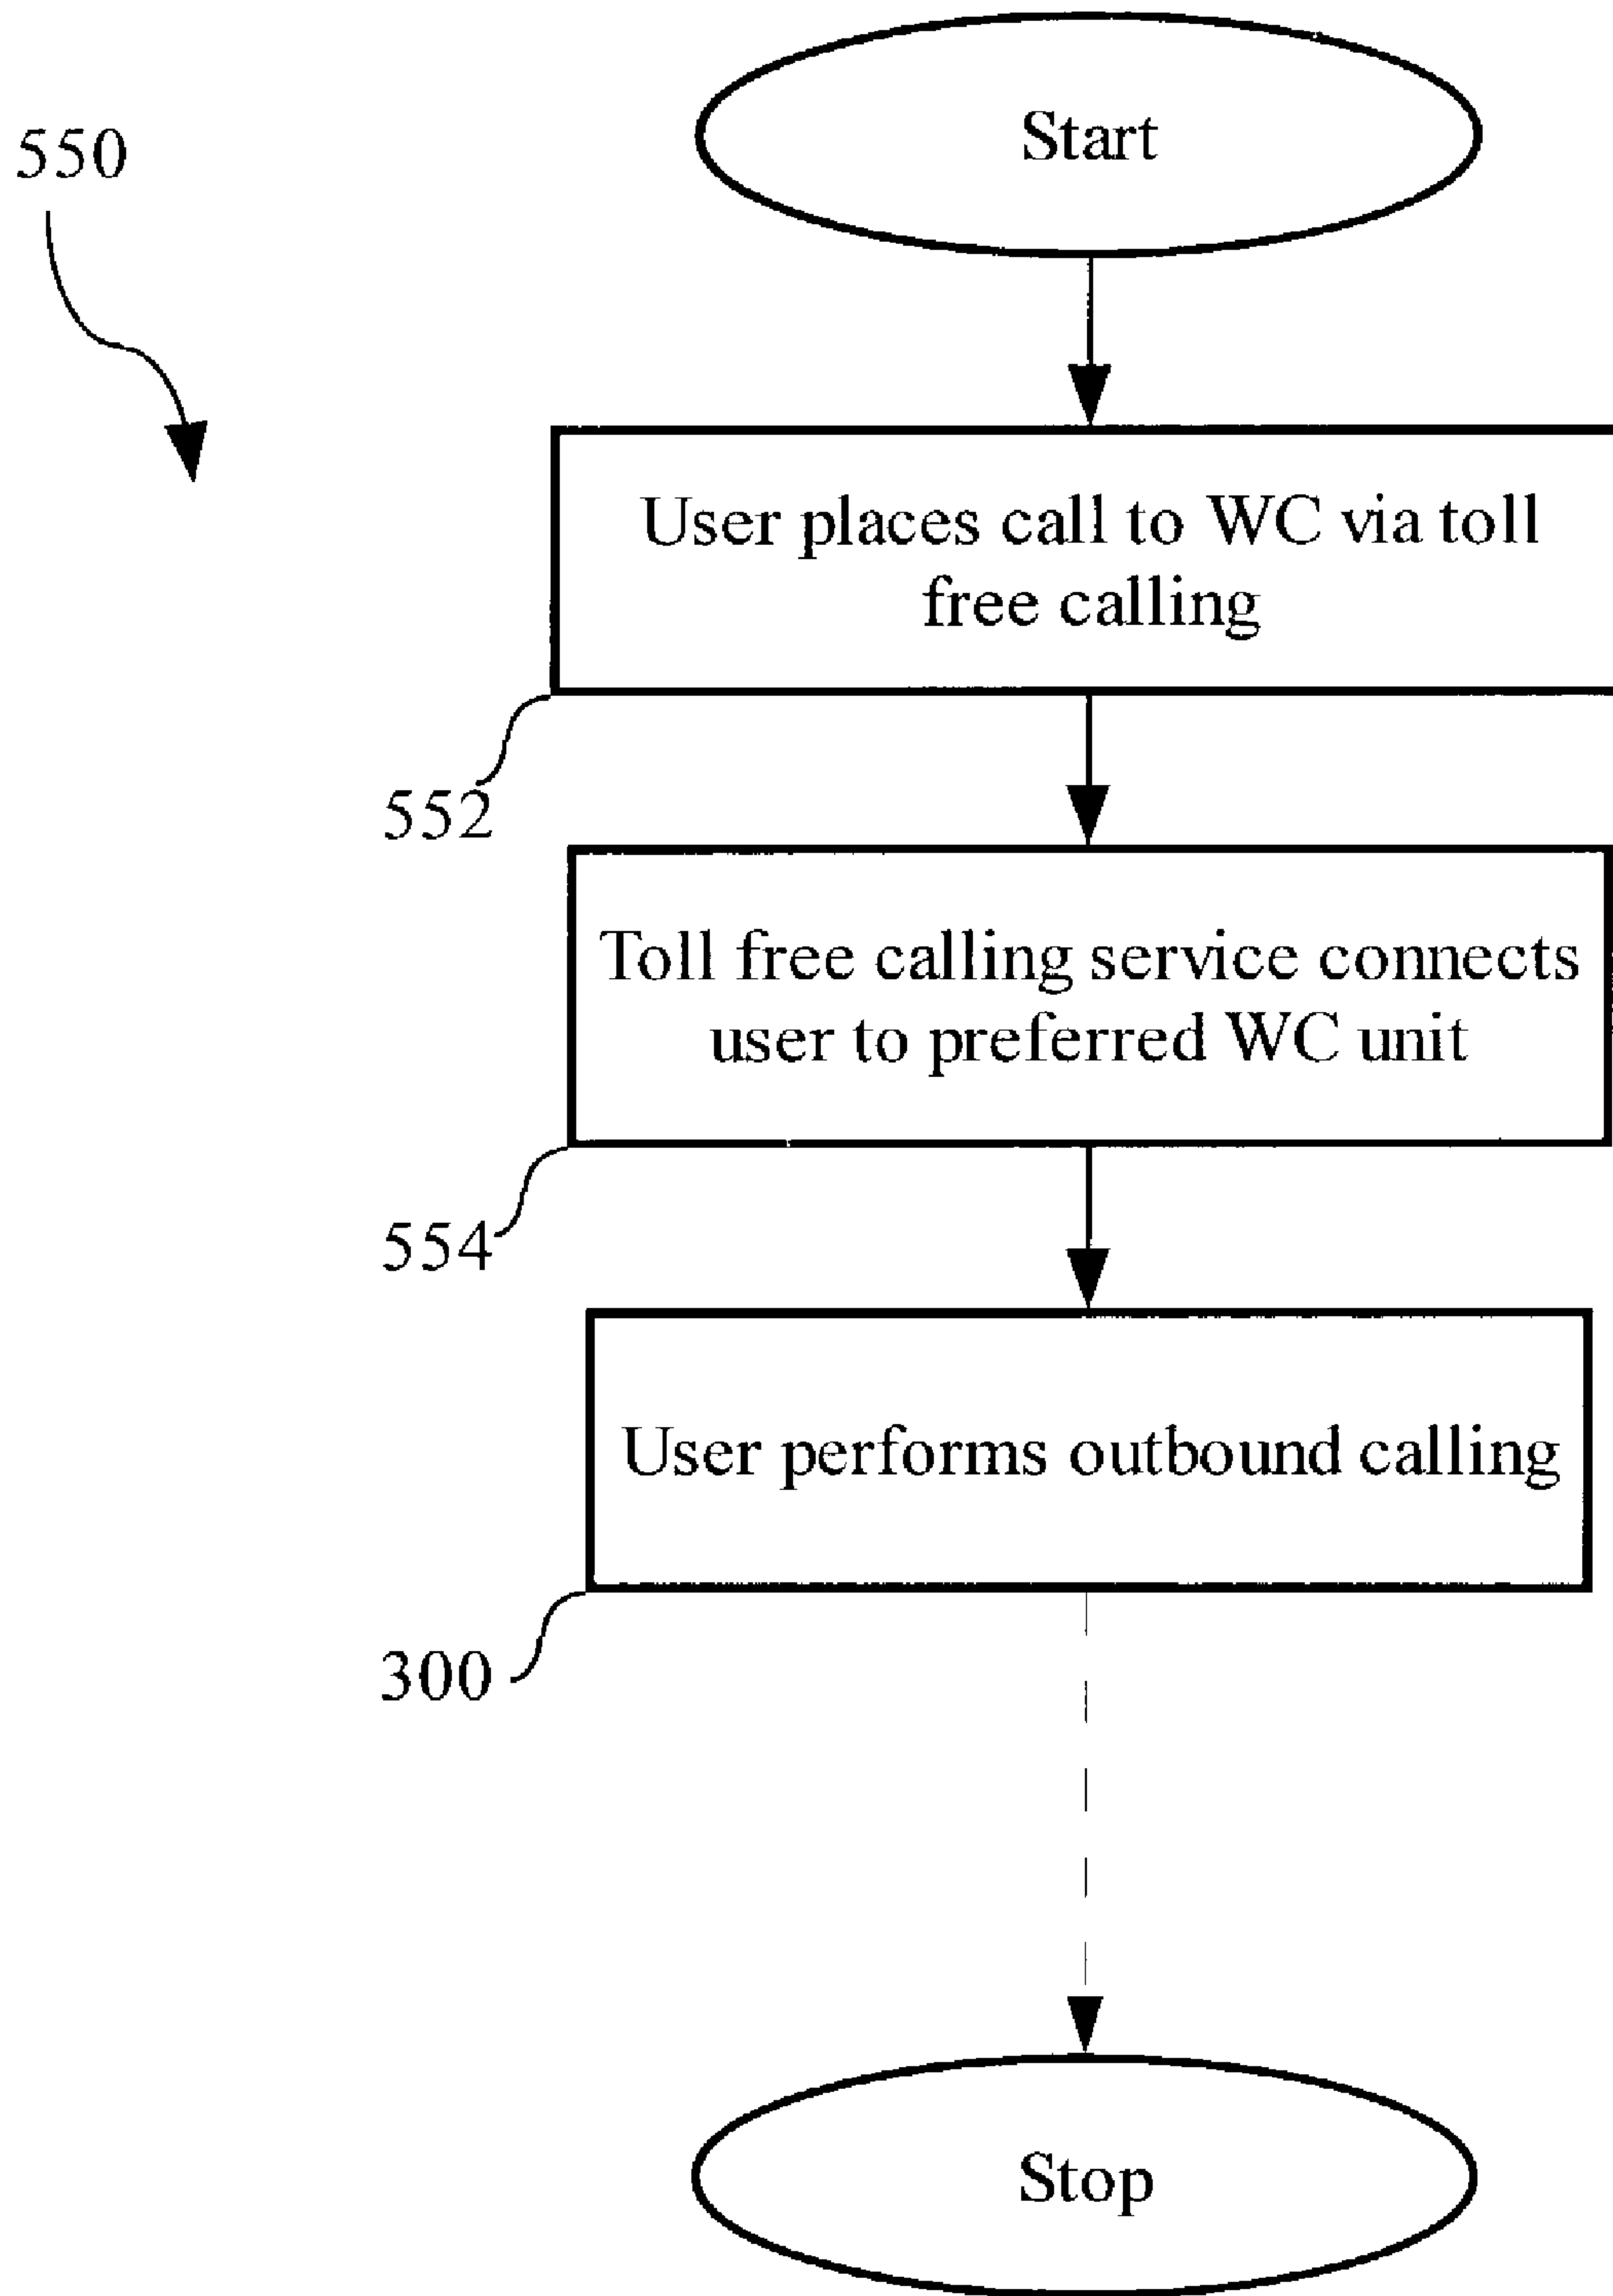 Start
550
User places call to WC via toll
free calling
552
Toll free calling service connects
user to preferred WC unit
554
User performs outbound calling
300
Stop